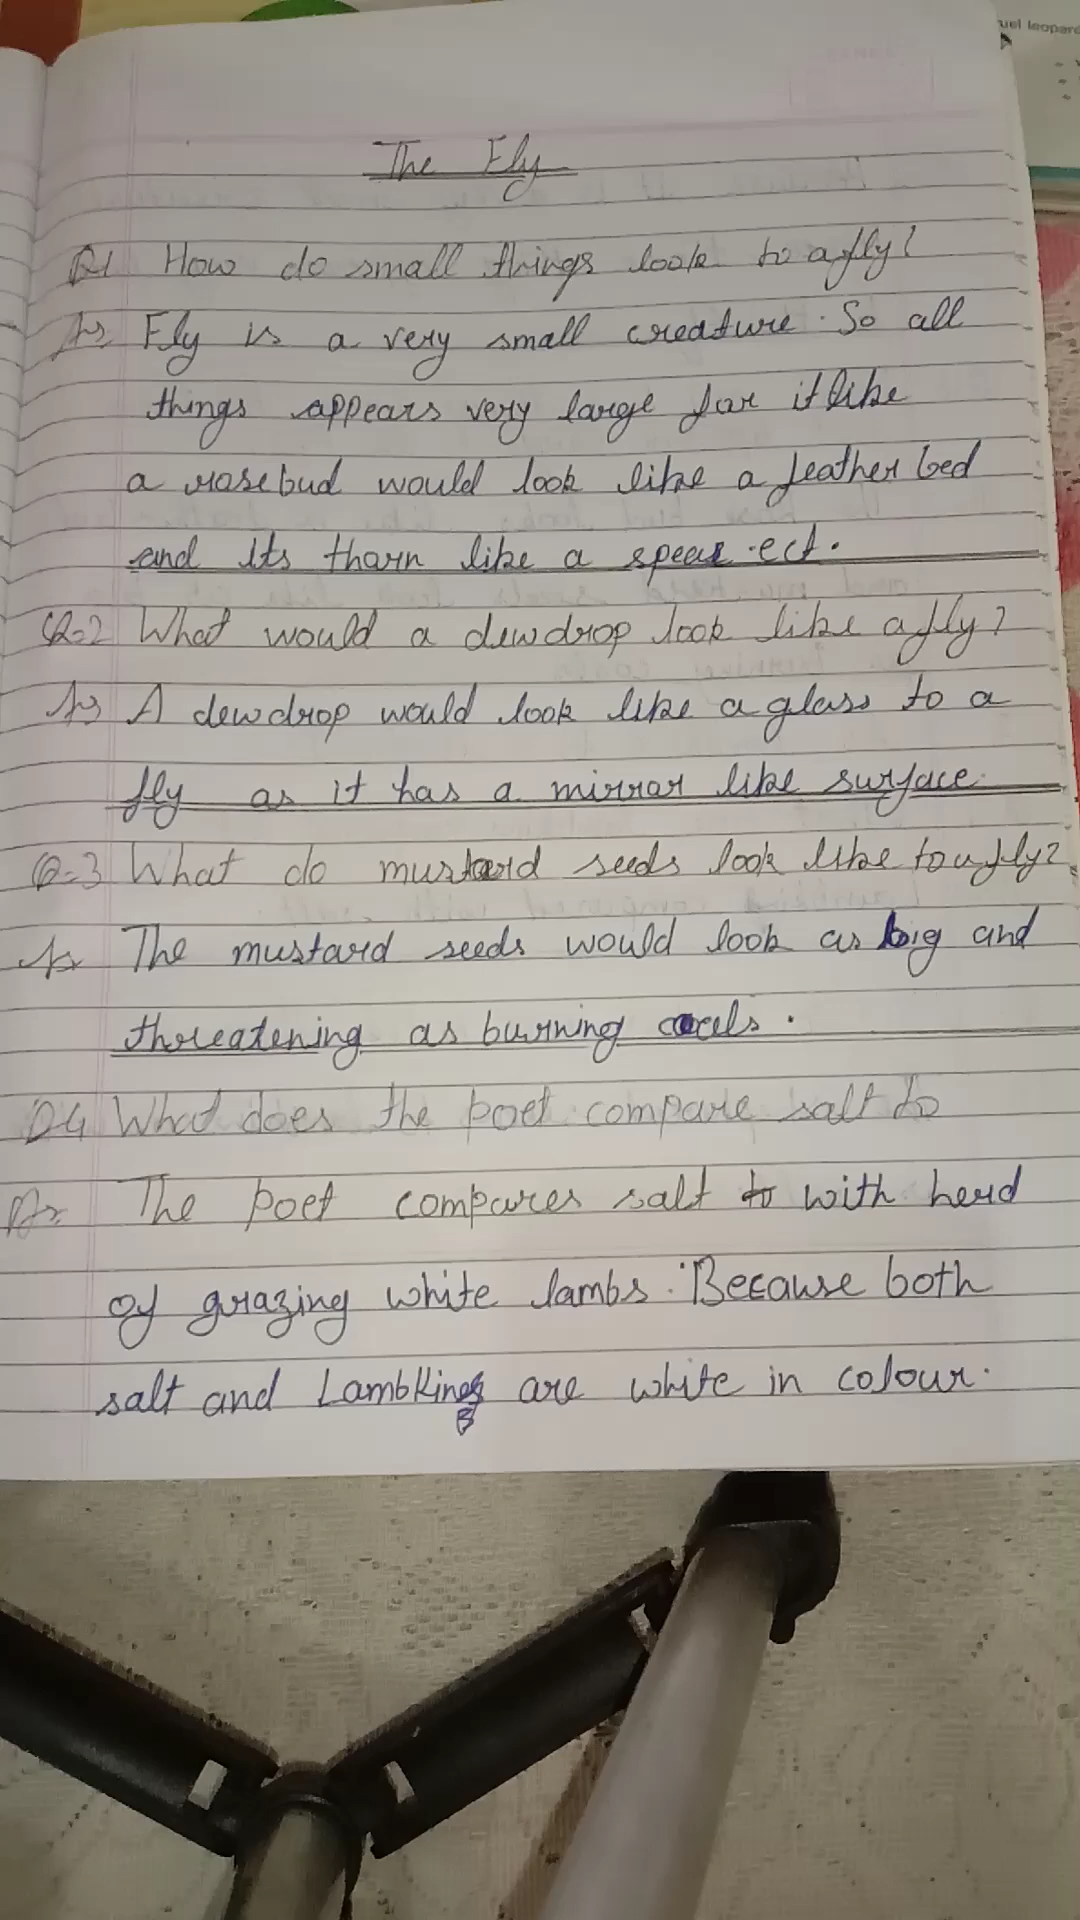 uel leopard
The Fly
Q1 How do small things look to a fly?
Ans Fly is a very small creature. So all
things appears very large for it like
a rosebud would look like a feather bed
and its thorn like a spear .ect.
Q.2 What would a dewdrop look like a fly?
Ans A dewdrop would look like a glass to a
fly as it has a mirror like surface.
Q.3 What do mustard seeds look like to a fly?
Ans The mustard seeds would look as big and
threatening as burning coals.
Q4 What does the poet compare salt to
Ans The poet compares salt to with herd
of grazing white lambs. Because both
salt and Lambkins are white in colour.